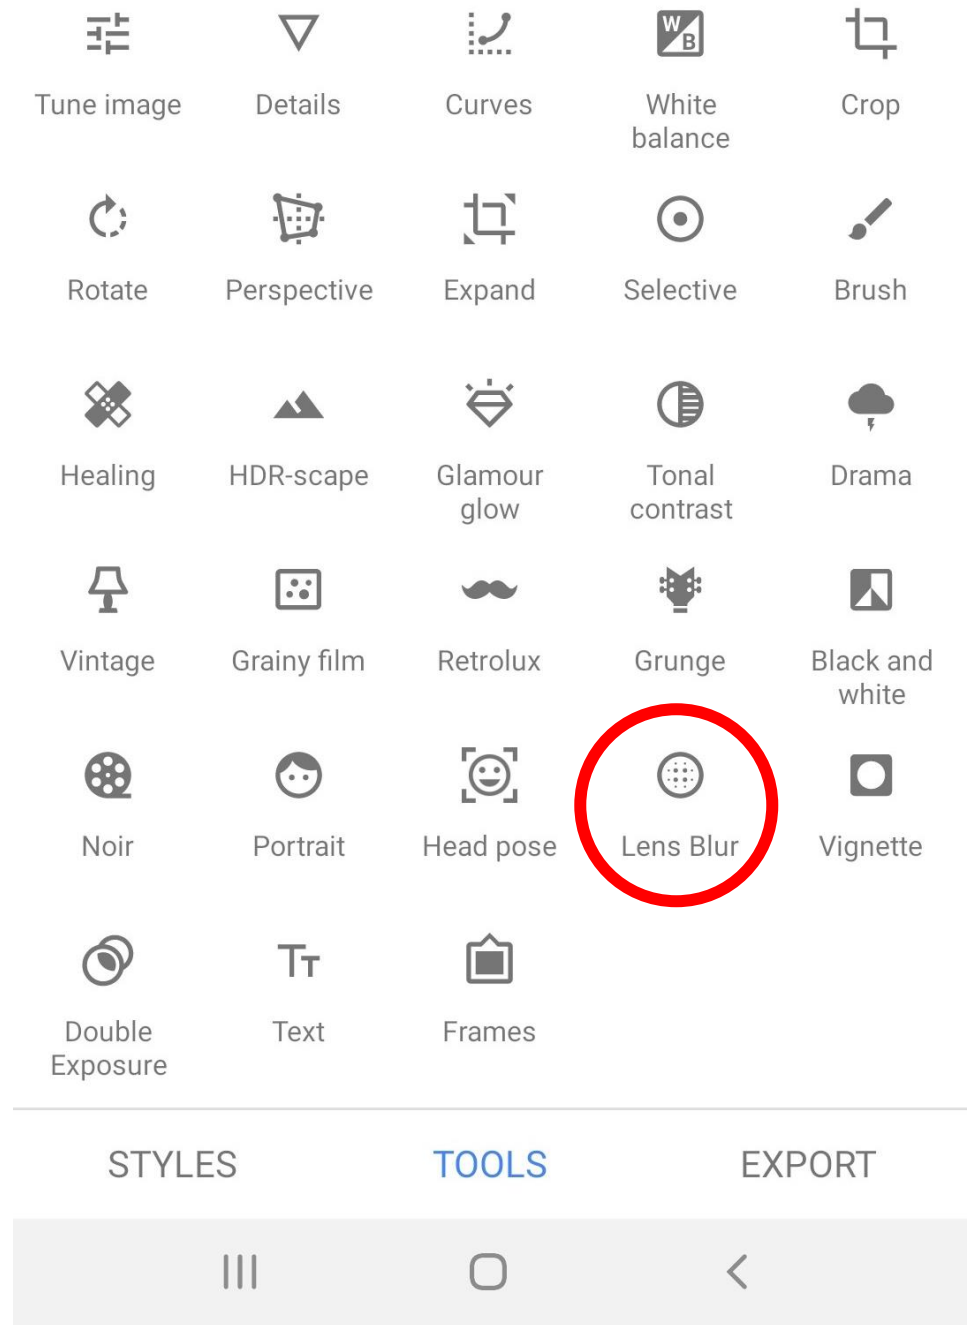 W
B
Tune image Details Curves White Crop
balance
Rotate Perspective Expand Selective Brush
Healing HDR-scape Glamour Tonal Drama
glow contrast
Vintage Grainy film Retrolux Grunge Black and
white
Noir Portrait Head pose Lens Blur Vignette
TT
Double Text Frames
Exposure
STYLES TOOLS EXPORT